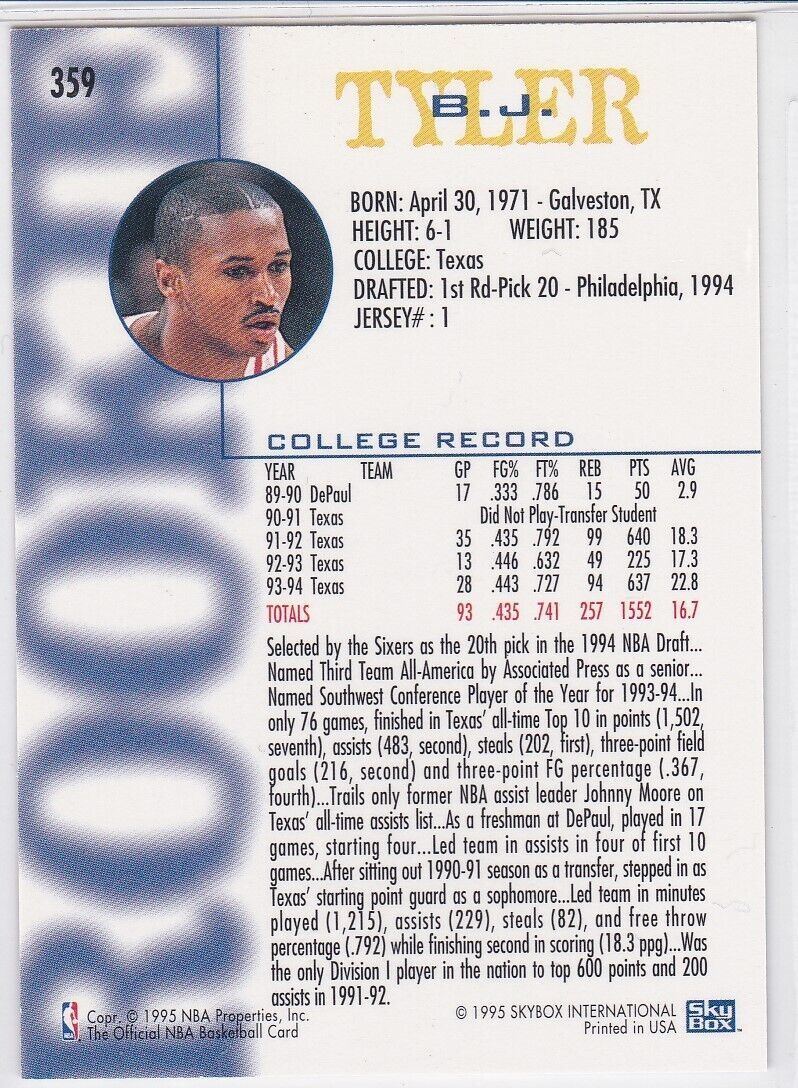 359
TYLER
B.J.
BORN: April 30, 1971 - Galveston, TX
HEIGHT: 6-1 WEIGHT: 185
COLLEGE: Texas
DRAFTED: 1st Rd-Pick 20 - Philadelphia, 1994
JERSEY# : 1
ROOKIE
COLLEGE RECORD
YEAR TEAM GP FG% FT% REB PTS AVG
89-90 DePaul 17 .333 .786 15 50 2.9
90-91 Texas Did Not Play-Transfer Student
91-92 Texas 35 .435 .792 99 640 18.3
92-93 Texas 13 .446 .632 49 225 17.3
93-94 Texas 28 .443 .727 94 637 22.8
TOTALS 93 .435 .741 257 1552 16.7
Selected by the Sixers as the 20th pick in the 1994 NBA Draft...
Named Third Team All-America by Associated Press as a senior...
Named Southwest Conference Player of the Year for 1993-94...In
only 76 games, finished in Texas' all-time Top 10 in points (1,502,
seventh), assists (483, second), steals (202, first), three-point field
goals (216, second) and three-point FG percentage (.367,
fourth)...Trails only former NBA assist leader Johnny Moore on
Texas' all-time assists list...As a freshman at DePaul, played in 17
games, starting four...Led team in assists in four of first 10
games...After sitting out 1990-91 season as a transfer, stepped in as
Texas' starting point guard as a sophomore...Led team in minutes
played (1,215), assists (229), steals (82), and free throw
percentage (.792) while finishing second in scoring (18.3 ppg)...Was
the only Division I player in the nation to top 600 points and 200
assists in 1991-92.
Copr. © 1995 NBA Properties, Inc.
The Official NBA Basketball Card
© 1995 SKYBOX INTERNATIONAL
Printed in USA
SkyBox™